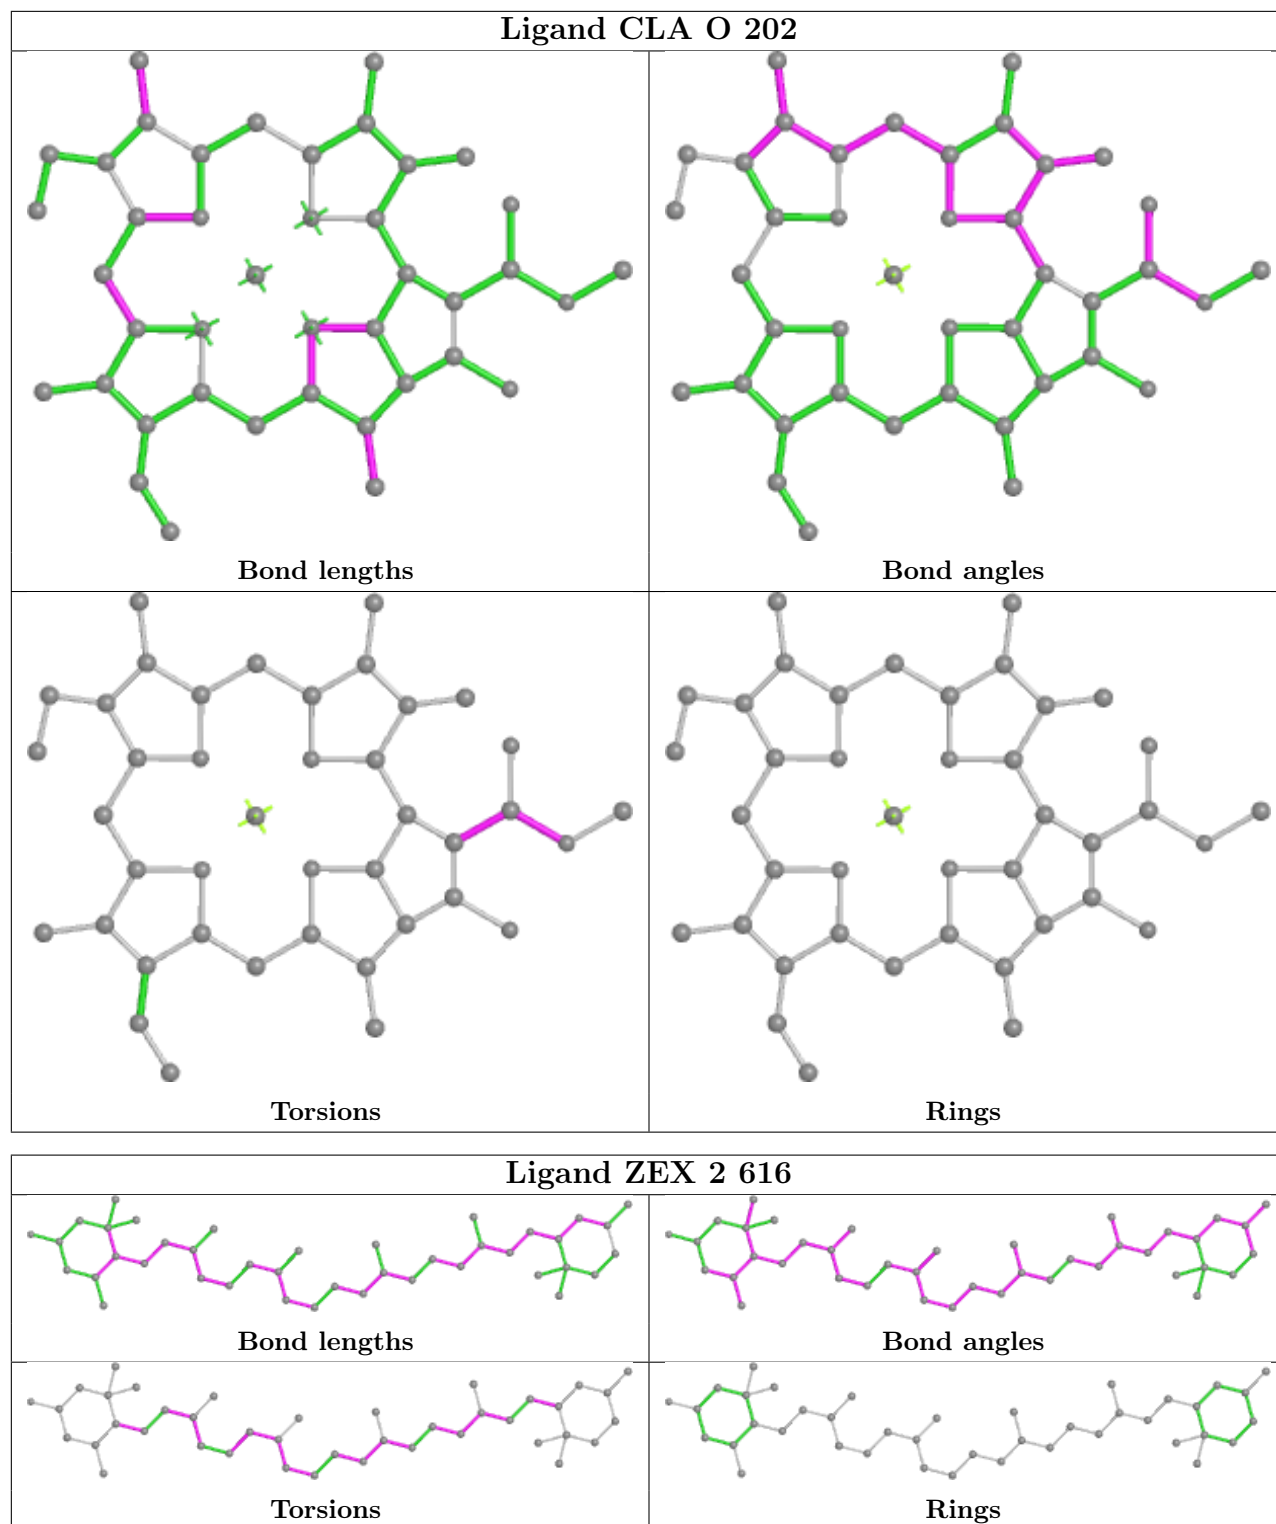 Ligand CLA O 202
Bond lengths
Bond angles
Torsions
Rings
Ligand ZEX 2 616
Bond lengths
Bond angles
Torsions
Rings